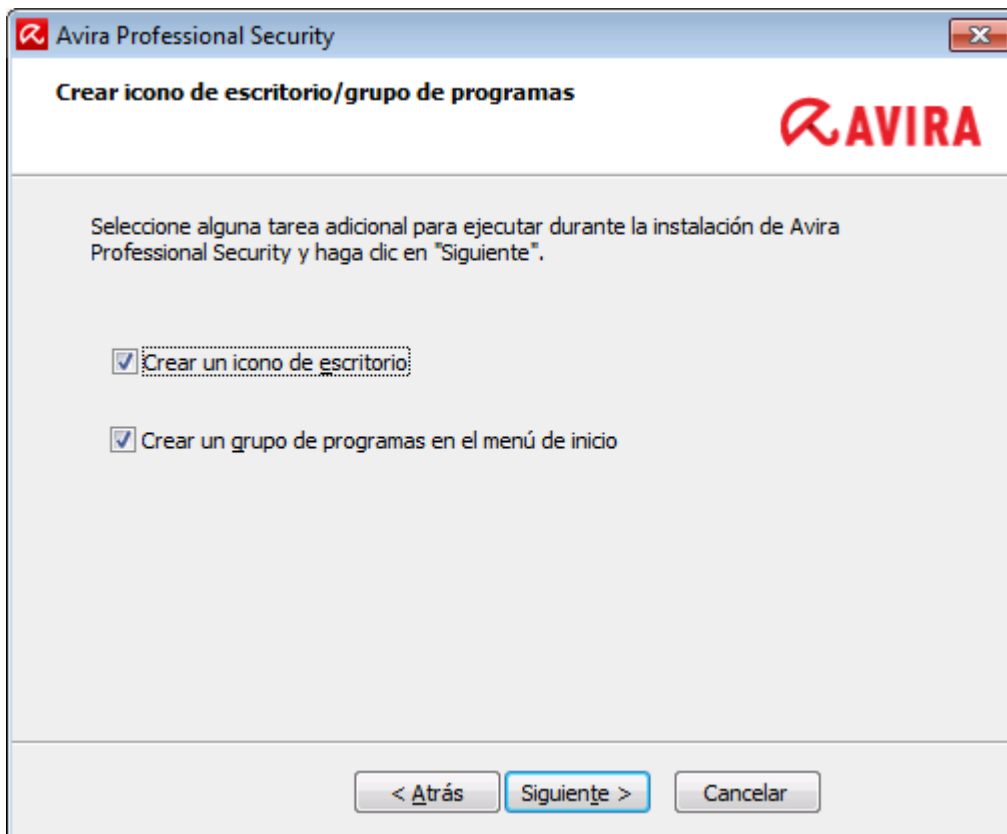 Avira Professional Security
Crear icono de escritorio/grupo de programas
AVIRA
Seleccione alguna tarea adicional para ejecutar durante la instalación de Avira
Professional Security y haga clic en "Siguiente".
Crear un icono de escritorio
Crear un grupo de programas en el menú de inicio
< Atrás
Siguiente >
Cancelar